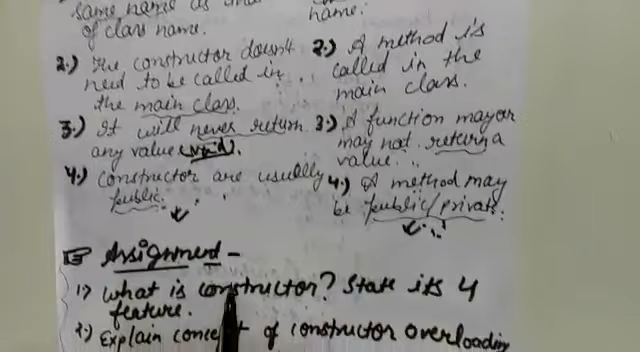 same name as that
of class name.
name.
2.) The constructor doesn't
need to be called in
the main class.
2.) A method is
called in the
main class.
3.) It will never return
any value (void).
3.) A function may or
may not return a
value.
4.) Constructor are usually
public.
4.) A method may
be public/private.
Assignment -
1) What is constructor? State its 4
feature.
2.) Explain concept of constructor overloading